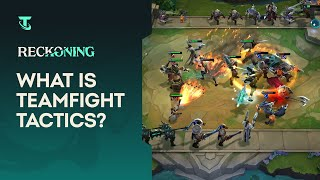 RECKONING
WHAT IS
TEAMFIGHT
TACTICS?